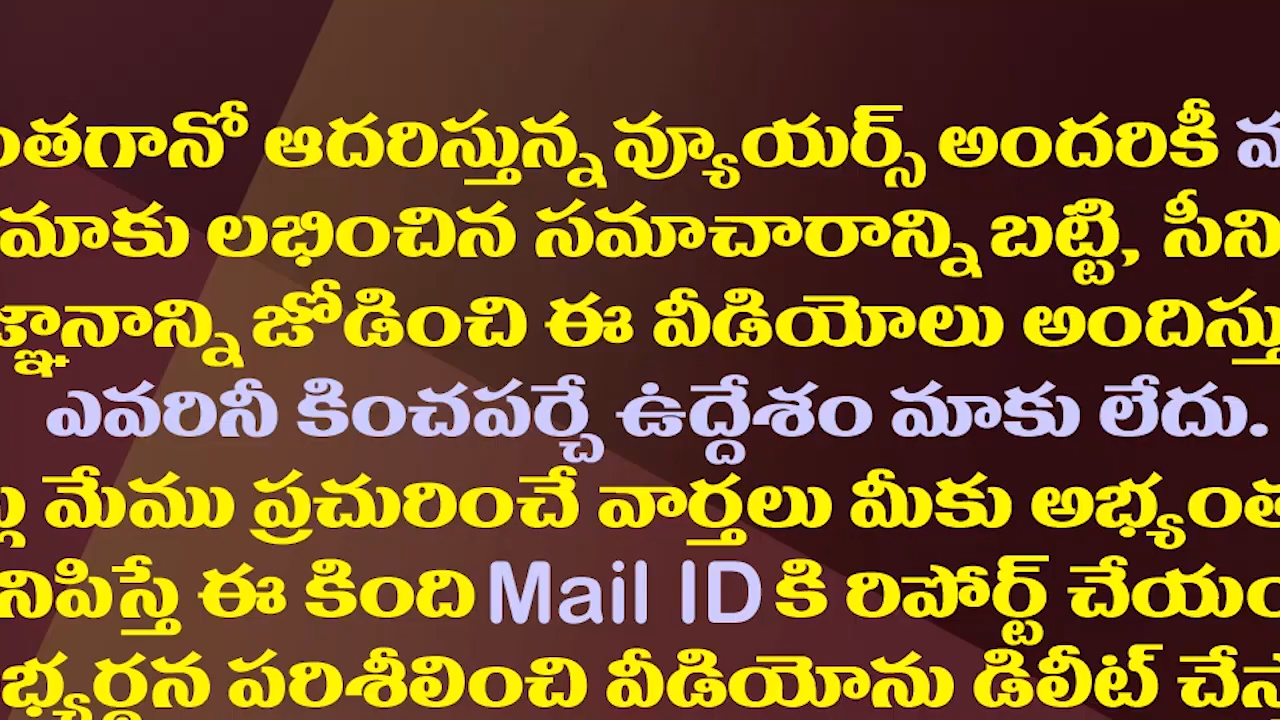 ంతగానో ఆదరిస్తున్న వ్యూయర్స్ అందరికీ
మాకు లభించిన సమాచారాన్ని బట్టి, సీని
జ్ఞానాన్ని జోడించి ఈ వీడియోలు అందిస్తు
ఎవరినీ కించపర్చే ఉద్దేశం మాకు లేదు.
మేము ప్రచురించే వార్తలు మీకు అభ్యంత
నిపిస్తే ఈ కింది Mail ID కి రిపోర్ట్ చేయం
భ్యర్థన పరిశీలించి వీడియోను డిలీట్ చేస